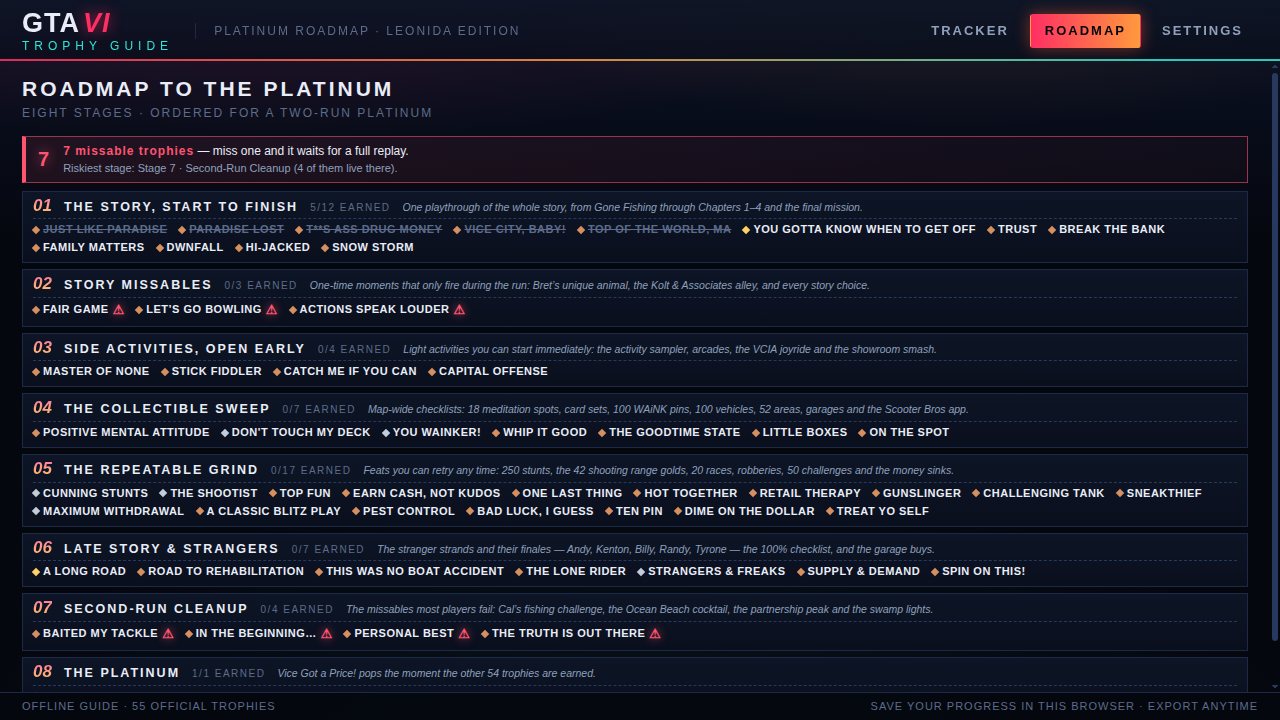 GTA VI
TROPHY GUIDE
PLATINUM ROADMAP · LEONIDA EDITION
TRACKER
ROADMAP
SETTINGS
ROADMAP TO THE PLATINUM
EIGHT STAGES · ORDERED FOR A TWO-RUN PLATINUM
7
7 missable trophies — miss one and it waits for a full replay.
Riskiest stage: Stage 7 · Second-Run Cleanup (4 of them live there).
01 THE STORY, START TO FINISH 5/12 EARNED One playthrough of the whole story, from Gone Fishing through Chapters 1–4 and the final mission.
JUST LIKE PARADISE PARADISE LOST T**S ASS DRUG MONEY VICE CITY, BABY! TOP OF THE WORLD, MA YOU GOTTA KNOW WHEN TO GET OFF TRUST BREAK THE BANK
FAMILY MATTERS DWNFALL HI-JACKED SNOW STORM
02 STORY MISSABLES 0/3 EARNED One-time moments that only fire during the run: Bret's unique animal, the Kolt & Associates alley, and every story choice.
FAIR GAME ⚠ LET'S GO BOWLING ⚠ ACTIONS SPEAK LOUDER ⚠
03 SIDE ACTIVITIES, OPEN EARLY 0/4 EARNED Light activities you can start immediately: the activity sampler, arcades, the VCIA joyride and the showroom smash.
MASTER OF NONE STICK FIDDLER CATCH ME IF YOU CAN CAPITAL OFFENSE
04 THE COLLECTIBLE SWEEP 0/7 EARNED Map-wide checklists: 18 meditation spots, card sets, 100 WAiNK pins, 100 vehicles, 52 areas, garages and the Scooter Bros app.
POSITIVE MENTAL ATTITUDE DON'T TOUCH MY DECK YOU WAINKER! WHIP IT GOOD THE GOODTIME STATE LITTLE BOXES ON THE SPOT
05 THE REPEATABLE GRIND 0/17 EARNED Feats you can retry any time: 250 stunts, the 42 shooting range golds, 20 races, robberies, 50 challenges and the money sinks.
CUNNING STUNTS THE SHOOTIST TOP FUN EARN CASH, NOT KUDOS ONE LAST THING HOT TOGETHER RETAIL THERAPY GUNSLINGER CHALLENGING TANK SNEAKTHIEF
MAXIMUM WITHDRAWAL A CLASSIC BLITZ PLAY PEST CONTROL BAD LUCK, I GUESS TEN PIN DIME ON THE DOLLAR TREAT YO SELF
06 LATE STORY & STRANGERS 0/7 EARNED The stranger strands and their finales — Andy, Kenton, Billy, Randy, Tyrone — the 100% checklist, and the garage buys.
A LONG ROAD ROAD TO REHABILITATION THIS WAS NO BOAT ACCIDENT THE LONE RIDER STRANGERS & FREAKS SUPPLY & DEMAND SPIN ON THIS!
07 SECOND-RUN CLEANUP 0/4 EARNED The missables most players fail: Cal's fishing challenge, the Ocean Beach cocktail, the partnership peak and the swamp lights.
BAITED MY TACKLE ⚠ IN THE BEGINNING... ⚠ PERSONAL BEST ⚠ THE TRUTH IS OUT THERE ⚠
08 THE PLATINUM 1/1 EARNED Vice Got a Price! pops the moment the other 54 trophies are earned.
OFFLINE GUIDE · 55 OFFICIAL TROPHIES
SAVE YOUR PROGRESS IN THIS BROWSER · EXPORT ANYTIME